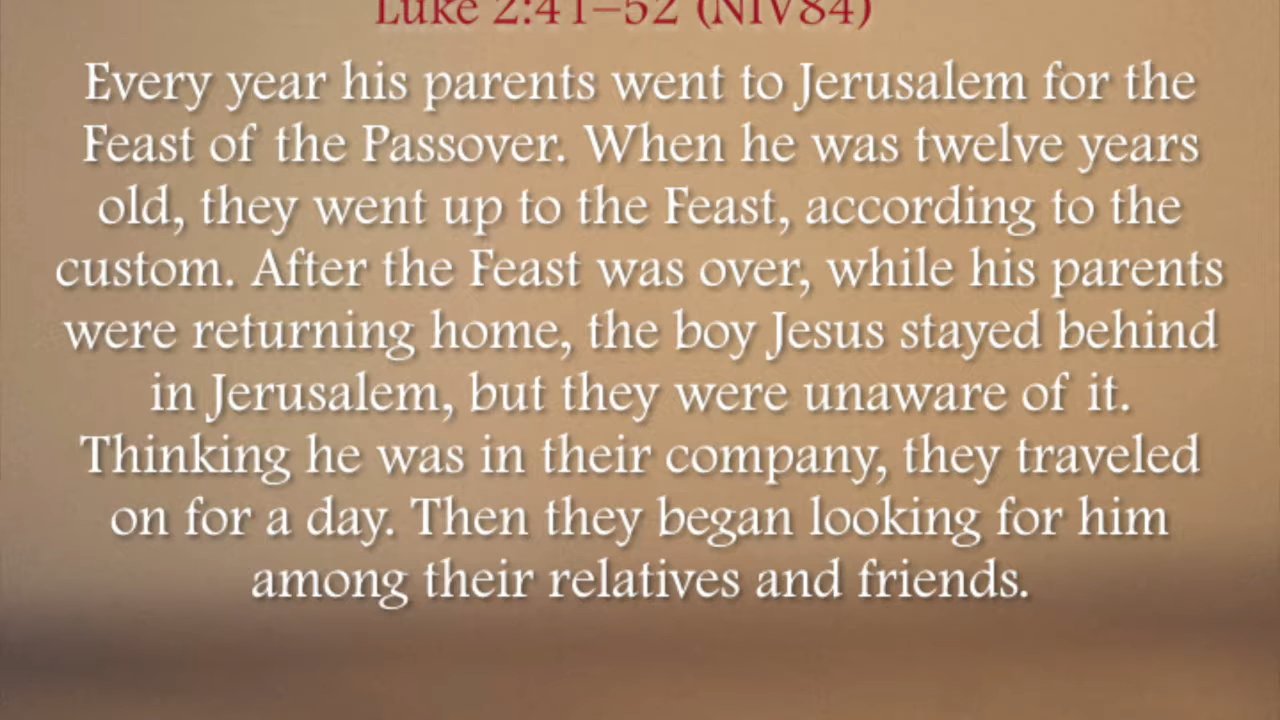 Luke 2:41–52 (NIV84)
Every year his parents went to Jerusalem for the
Feast of the Passover. When he was twelve years
old, they went up to the Feast, according to the
custom. After the Feast was over, while his parents
were returning home, the boy Jesus stayed behind
in Jerusalem, but they were unaware of it.
Thinking he was in their company, they traveled
on for a day. Then they began looking for him
among their relatives and friends.